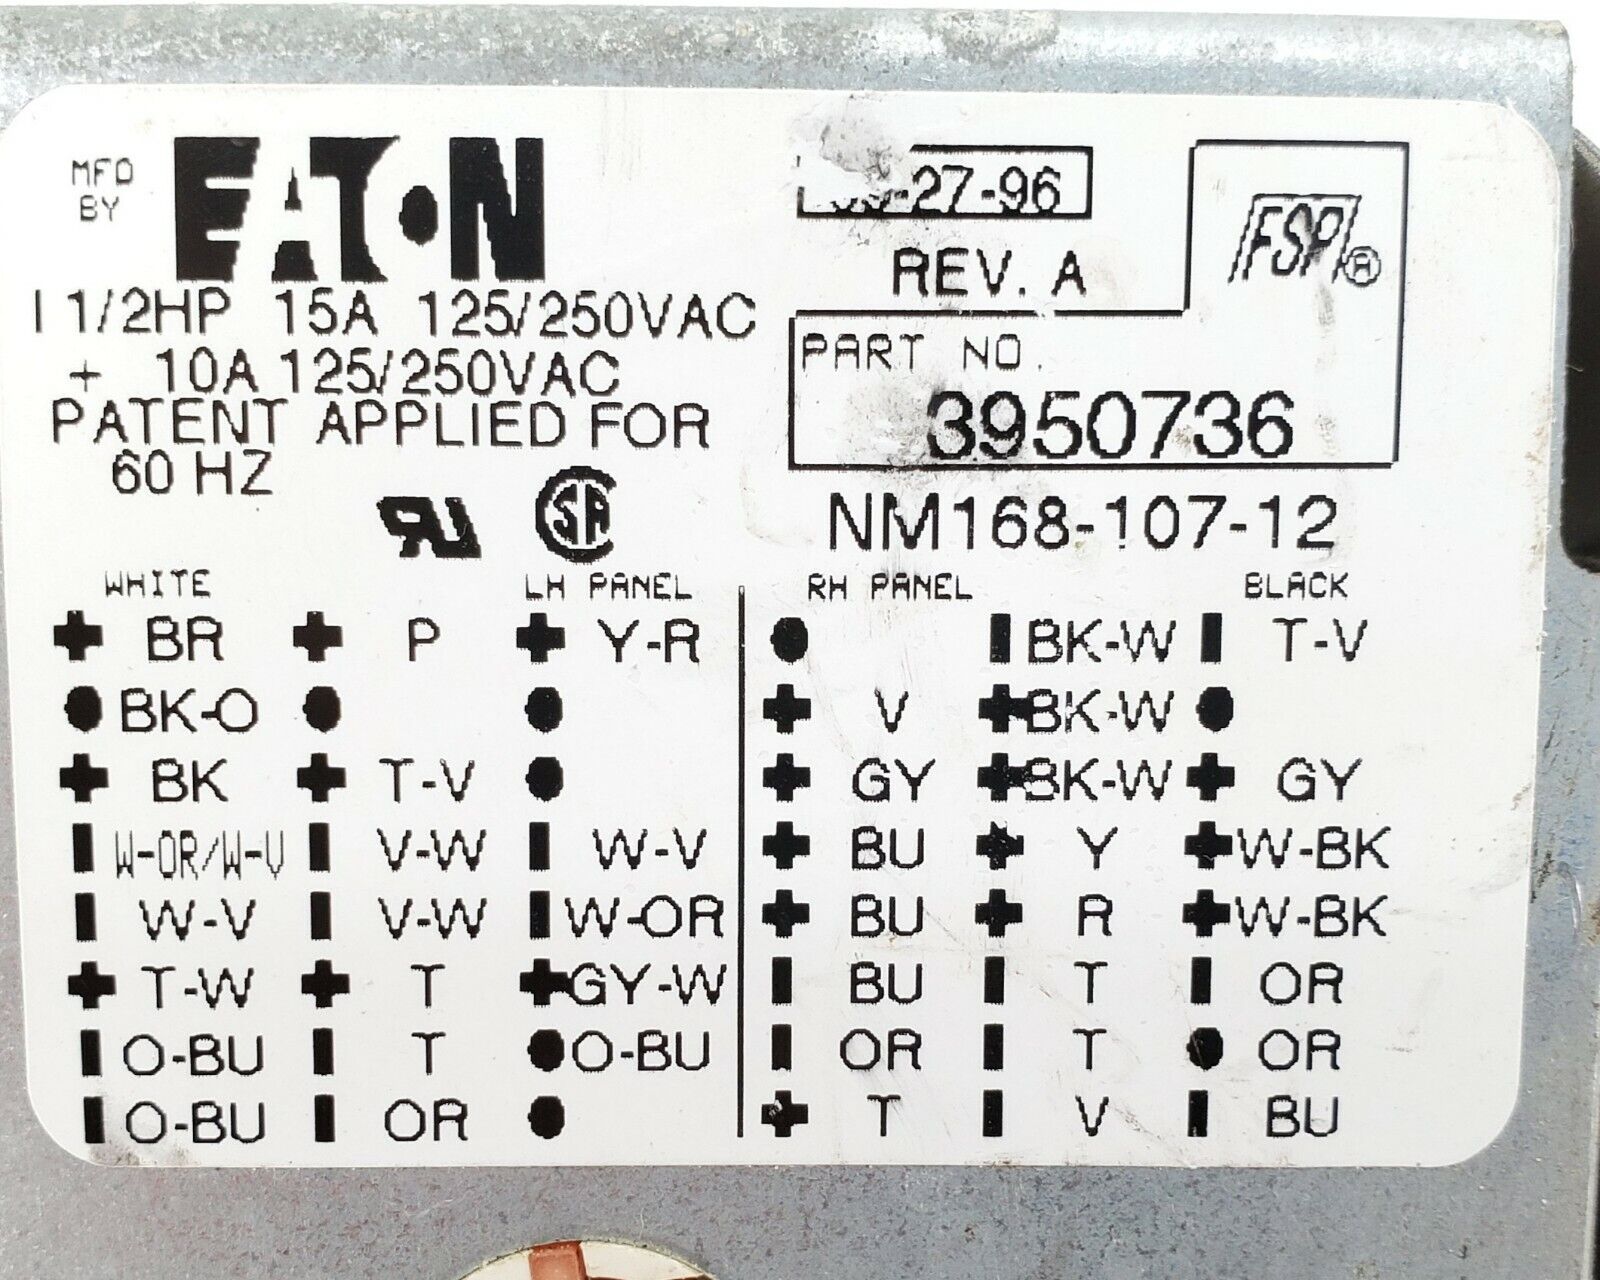 MFD
BY
EATON
-27-96
REV. A
FSP®
| 1/2HP 15A 125/250VAC
+ 10A 125/250VAC
PATENT APPLIED FOR
60 HZ
PART NO.
3950736
NM168-107-12
WHITE LH PANEL RH PANEL BLACK
BR P Y-R BK-W T-V
BK-O V BK-W
BK T-V GY BK-W GY
W-OR/W-V V-W W-V BU Y W-BK
W-V V-W W-OR BU R W-BK
T-W T GY-W BU T OR
O-BU T O-BU OR T OR
O-BU OR T V BU